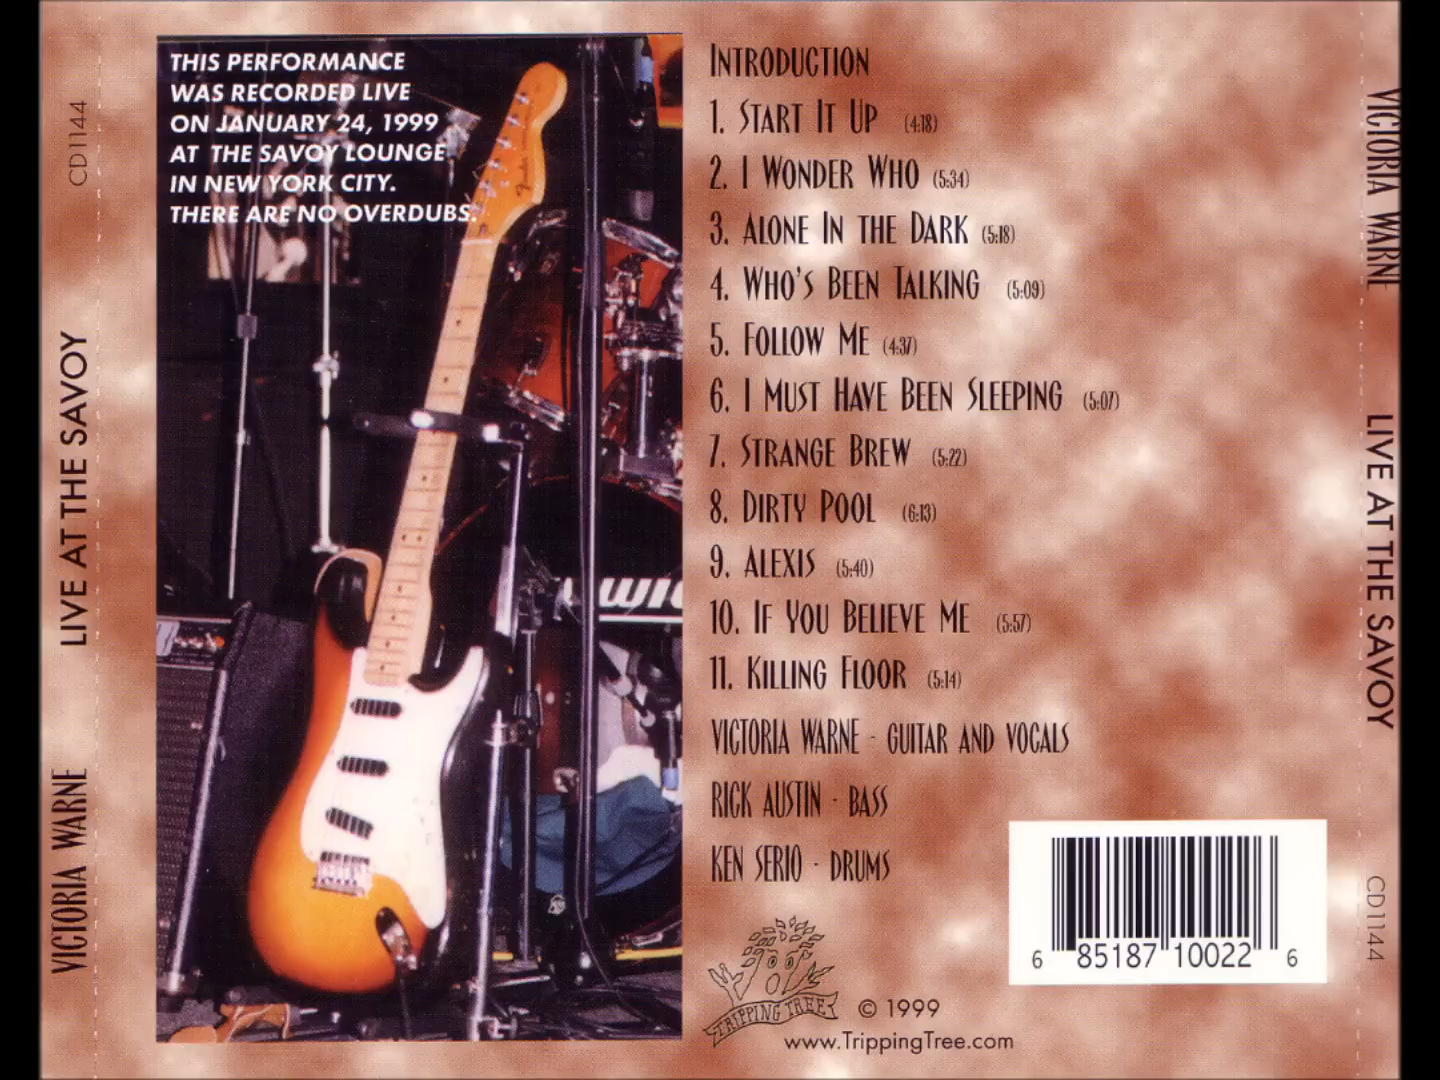 THIS PERFORMANCE
WAS RECORDED LIVE
ON JANUARY 24, 1999
AT THE SAVOY LOUNGE
IN NEW YORK CITY.
THERE ARE NO OVERDUBS.
INTRODUCTION
1. START IT UP (4:18)
2. I WONDER WHO (5:34)
3. ALONE IN THE DARK (5:18)
4. WHO'S BEEN TALKING (5:09)
5. FOLLOW ME (4:37)
6. I MUST HAVE BEEN SLEEPING (5:07)
7. STRANGE BREW (5:22)
8. DIRTY POOL (6:13)
9. ALEXIS (5:40)
10. IF YOU BELIEVE ME (5:57)
11. KILLING FLOOR (5:14)
VICTORIA WARNE - GUITAR AND VOCALS
RICK AUSTIN - BASS
KEN SERIO - DRUMS
TRIPPING TREE
© 1999
www.TrippingTree.com
6 85187 10022 6
VICTORIA WARNE LIVE AT THE SAVOY CD1144
VICTORIA WARNE LIVE AT THE SAVOY CD1144
Fender